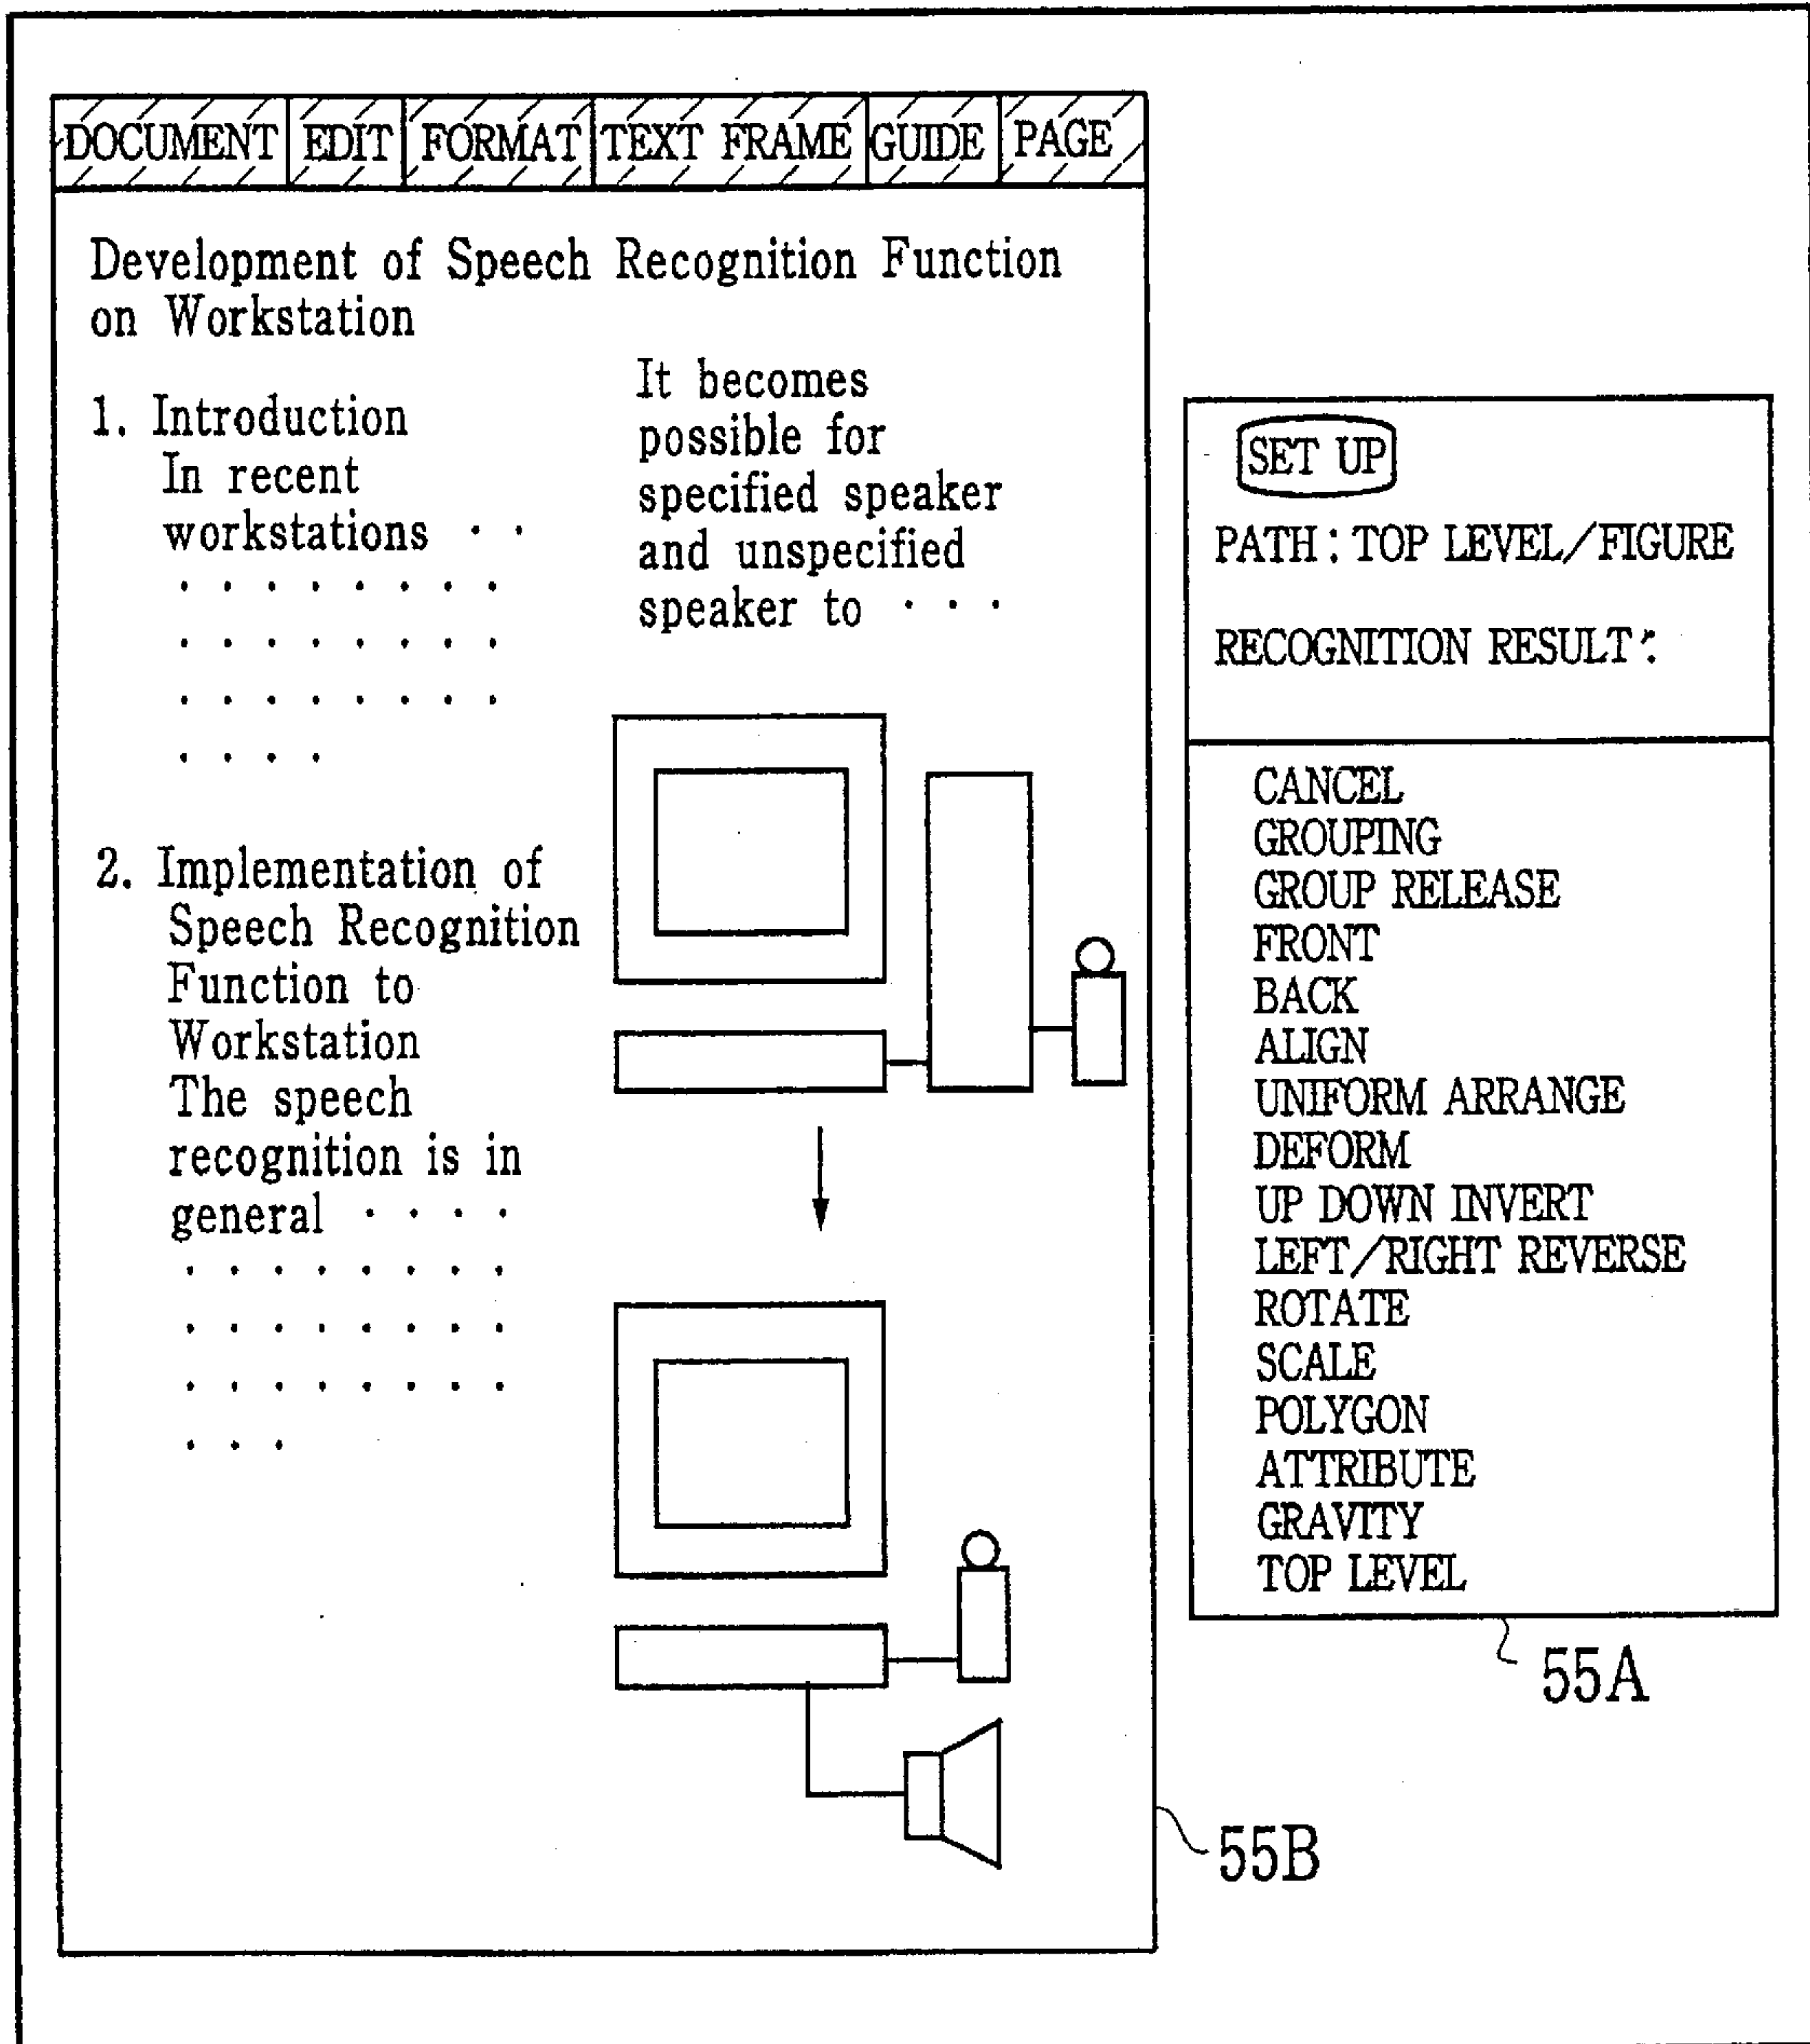 DOCUMENT EDIT FORMAT TEXT FRAME GUIDE PAGE
Development of Speech Recognition Function
on Workstation
1. Introduction
In recent
workstations · ·
· · · · · · · ·
· · · · · · · ·
· · · · · · · ·
· · · ·
2. Implementation of
Speech Recognition
Function to
Workstation
The speech
recognition is in
general · · · ·
· · · · · · · ·
· · · · · · · ·
· · · · · · · ·
· · ·
It becomes
possible for
specified speaker
and unspecified
speaker to · · ·
SET UP
PATH : TOP LEVEL/FIGURE
RECOGNITION RESULT :
CANCEL
GROUPING
GROUP RELEASE
FRONT
BACK
ALIGN
UNIFORM ARRANGE
DEFORM
UP DOWN INVERT
LEFT/RIGHT REVERSE
ROTATE
SCALE
POLYGON
ATTRIBUTE
GRAVITY
TOP LEVEL
55A
55B